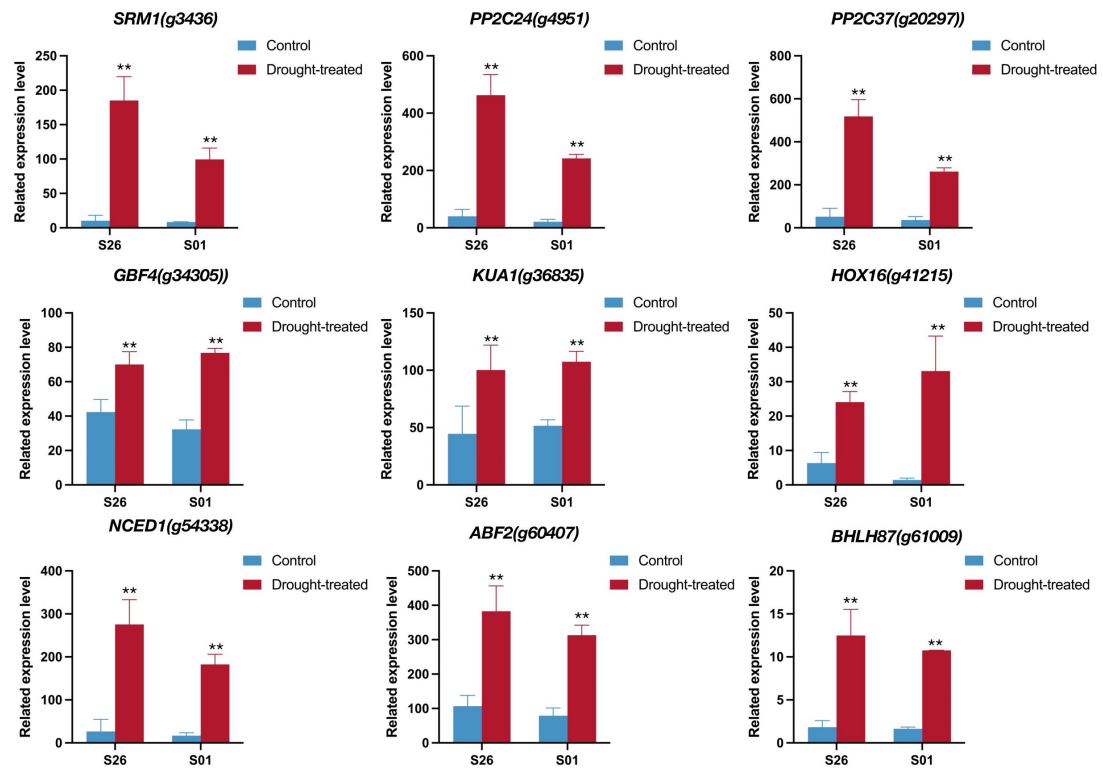 SRM1(g3436)
Control
Drought-treated
Related expression level
250
200
150
100
50
0
**
**
S26
S01
PP2C24(g4951)
Control
Drought-treated
Related expression level
600
400
200
0
**
**
S26
S01
PP2C37(g20297))
Control
Drought-treated
Related expression level
800
600
400
200
0
**
**
S26
S01
GBF4(g34305))
Control
Drought-treated
Related expression level
100
80
60
40
20
0
**
**
S26
S01
KUA1(g36835)
Control
Drought-treated
Related expression level
150
100
50
0
**
**
S26
S01
HOX16(g41215)
Control
Drought-treated
Related expression level
50
40
30
20
10
0
**
**
S26
S01
NCED1(g54338)
Control
Drought-treated
Related expression level
400
300
200
100
0
**
**
S26
S01
ABF2(g60407)
Control
Drought-treated
Related expression level
500
400
300
200
100
0
**
**
S26
S01
BHLH87(g61009)
Control
Drought-treated
Related expression level
20
15
10
5
0
**
**
S26
S01